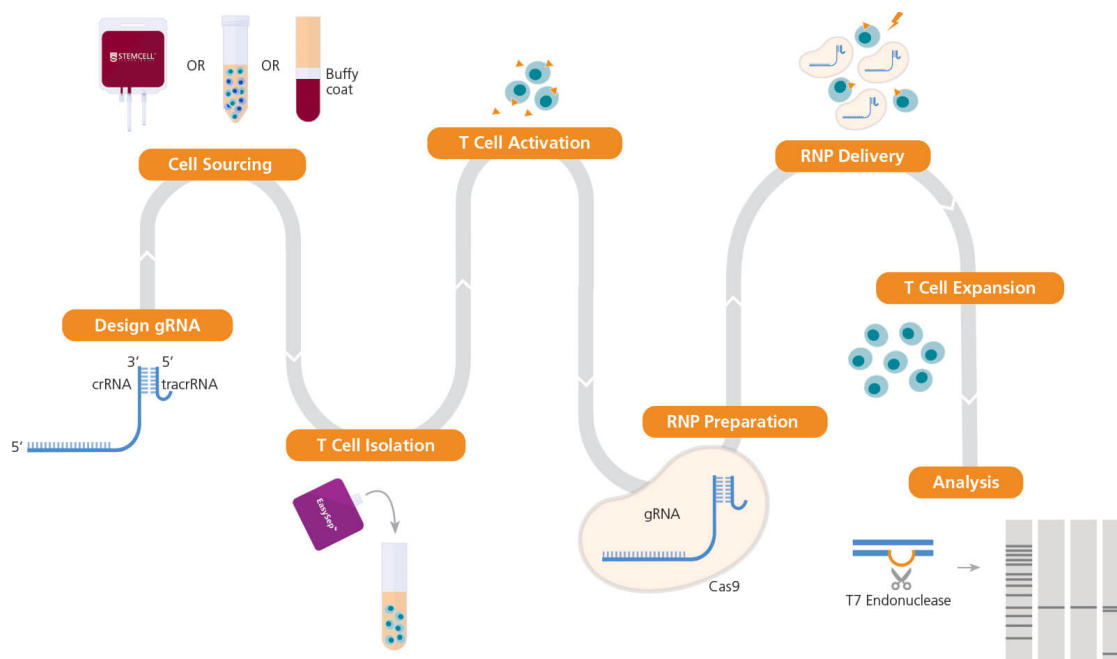 STEMCELL
OR
OR
Buffy
coat
Cell Sourcing
T Cell Activation
RNP Delivery
Design gRNA
3’
5’
crRNA
tracrRNA
5’
T Cell Isolation
EasySep™
RNP Preparation
gRNA
Cas9
T Cell Expansion
Analysis
T7 Endonuclease